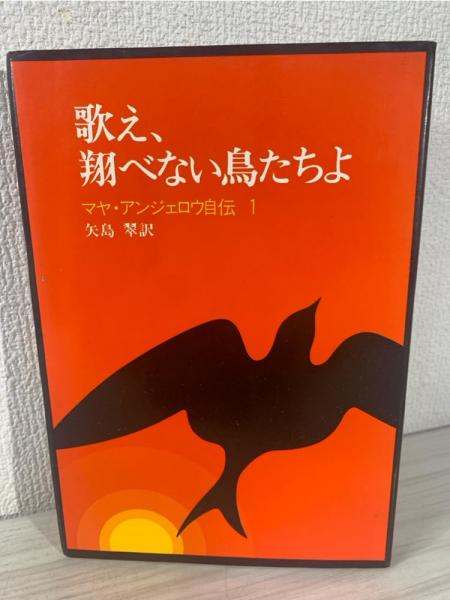 歌え、
翔べない鳥たちよ
マヤ・アンジェロウ自伝 1
矢島 翠訳